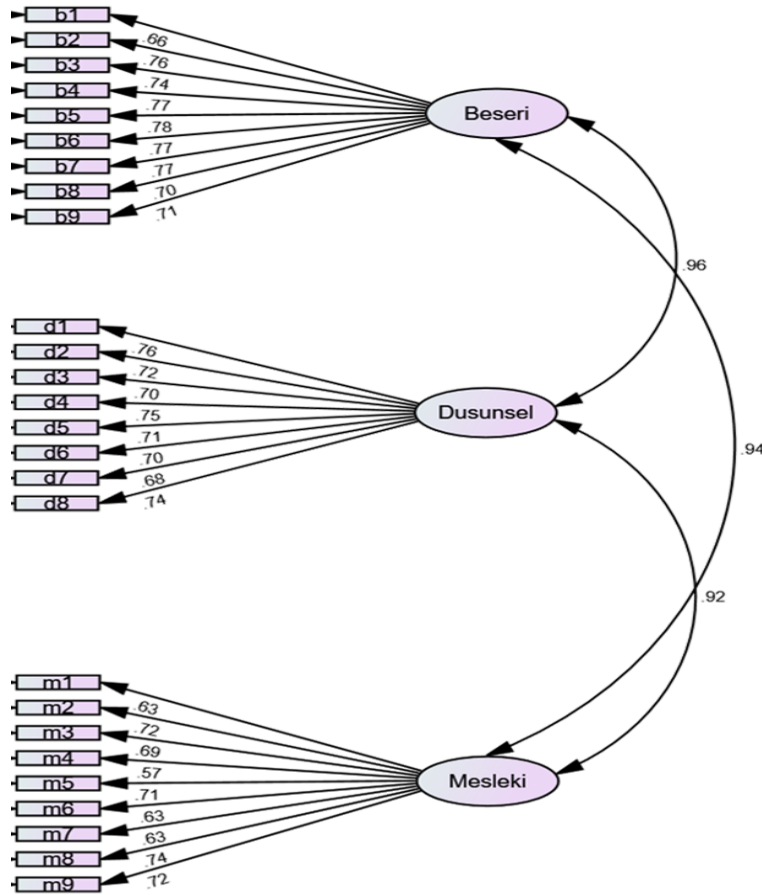 b1
b2
b3
b4
b5
b6
b7
b8
b9
.66
.76
.74
.77
.78
.77
.77
.70
.71
Beseri
.96
d1
d2
d3
d4
d5
d6
d7
d8
.76
.72
.70
.75
.71
.70
.68
.74
Dusunsel
.94
.92
m1
m2
m3
m4
m5
m6
m7
m8
m9
.63
.72
.69
.57
.71
.63
.63
.74
.72
Mesleki